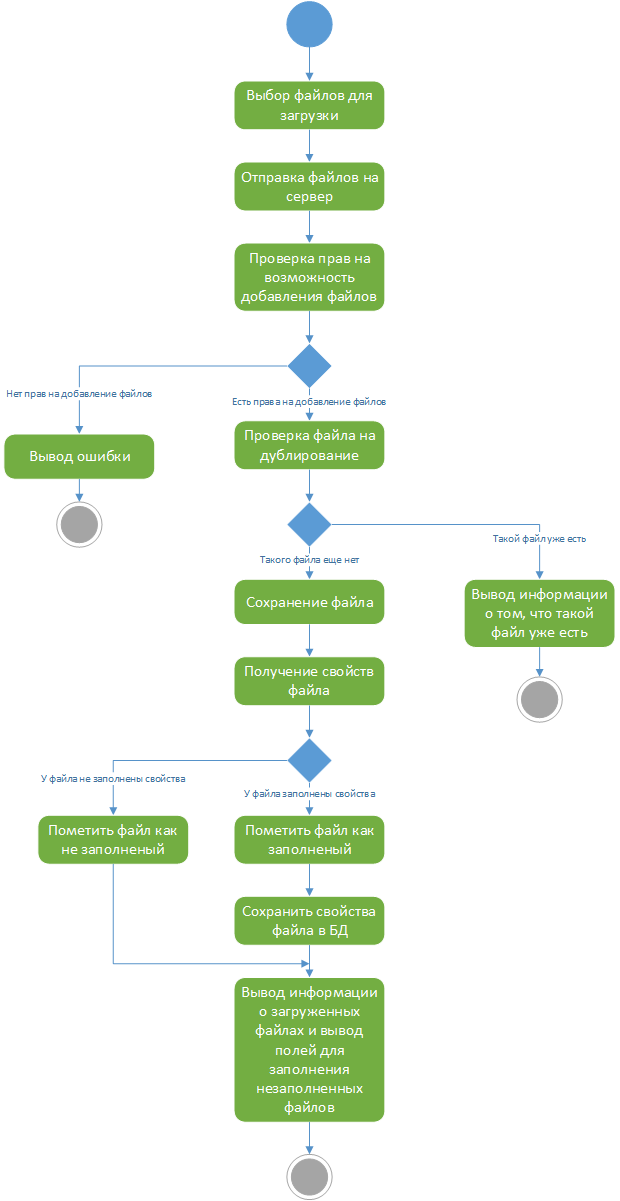 Выбор файлов для
загрузки
Отправка файлов на
сервер
Проверка прав на
возможность
добавления файлов
Нет прав на добавление файлов
Есть права на добавление файлов
Вывод ошибки
Проверка файла на
дублирование
Такой файл уже есть
Такого файла еще нет
Сохранение файла
Вывод информации
о том, что такой
файл уже есть
Получение свойств
файла
У файла не заполнены свойства
У файла заполнены свойства
Пометить файл как
не заполненый
Пометить файл как
заполненый
Сохранить свойства
файла в БД
Вывод информации
о загруженных
файлах и вывод
полей для
заполнения
незаполненных
файлов